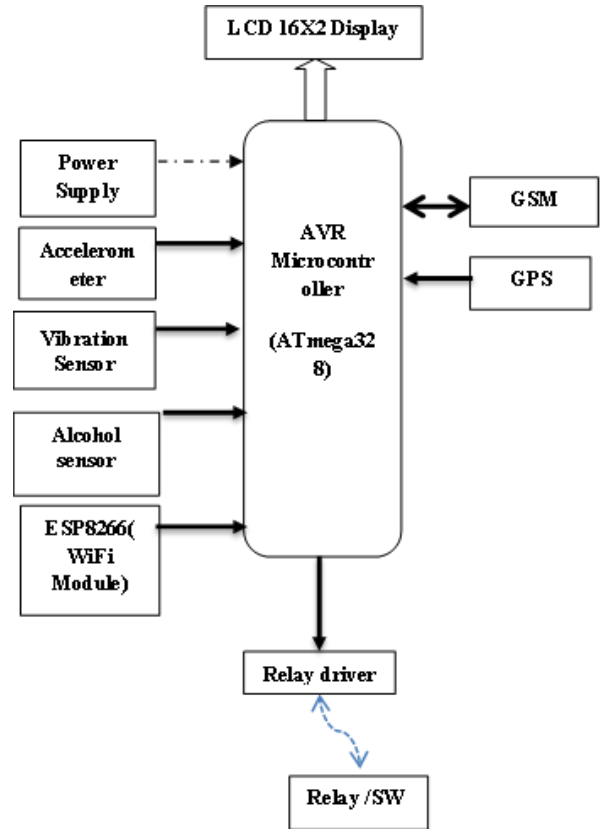 LCD 16X2 Display
Power
Supply
Accelerom
eter
Vibration
Sensor
Alcohol
sensor
ESP8266(
WiFi
Module)
AVR
Microcontr
oller
(ATmega32
8)
GSM
GPS
Relay driver
Relay /SW